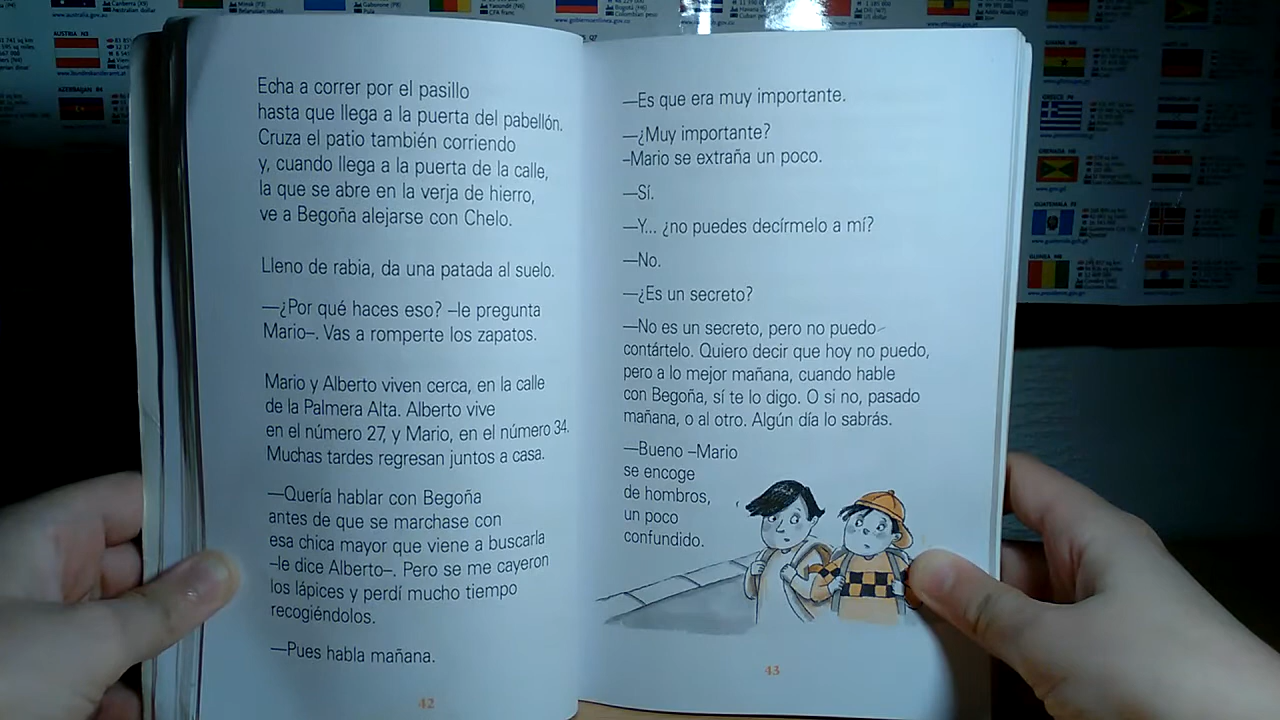 Echa a correr por el pasillo
hasta que llega a la puerta del pabellón.
Cruza el patio también corriendo
y, cuando llega a la puerta de la calle,
la que se abre en la verja de hierro,
ve a Begoña alejarse con Chelo.
Lleno de rabia, da una patada al suelo.
—¿Por qué haces eso? –le pregunta
Mario–. Vas a romperte los zapatos.
Mario y Alberto viven cerca, en la calle
de la Palmera Alta. Alberto vive
en el número 27, y Mario, en el número 34.
Muchas tardes regresan juntos a casa.
—Quería hablar con Begoña
antes de que se marchase con
esa chica mayor que viene a buscarla
–le dice Alberto–. Pero se me cayeron
los lápices y perdí mucho tiempo
recogiéndolos.
—Pues habla mañana.
42
—Es que era muy importante.
—¿Muy importante?
–Mario se extraña un poco.
—Sí.
—Y... ¿no puedes decírmelo a mí?
—No.
—¿Es un secreto?
—No es un secreto, pero no puedo
contártelo. Quiero decir que hoy no puedo,
pero a lo mejor mañana, cuando hable
con Begoña, sí te lo digo. O si no, pasado
mañana, o al otro. Algún día lo sabrás.
—Bueno –Mario
se encoge
de hombros,
un poco
confundido.
43